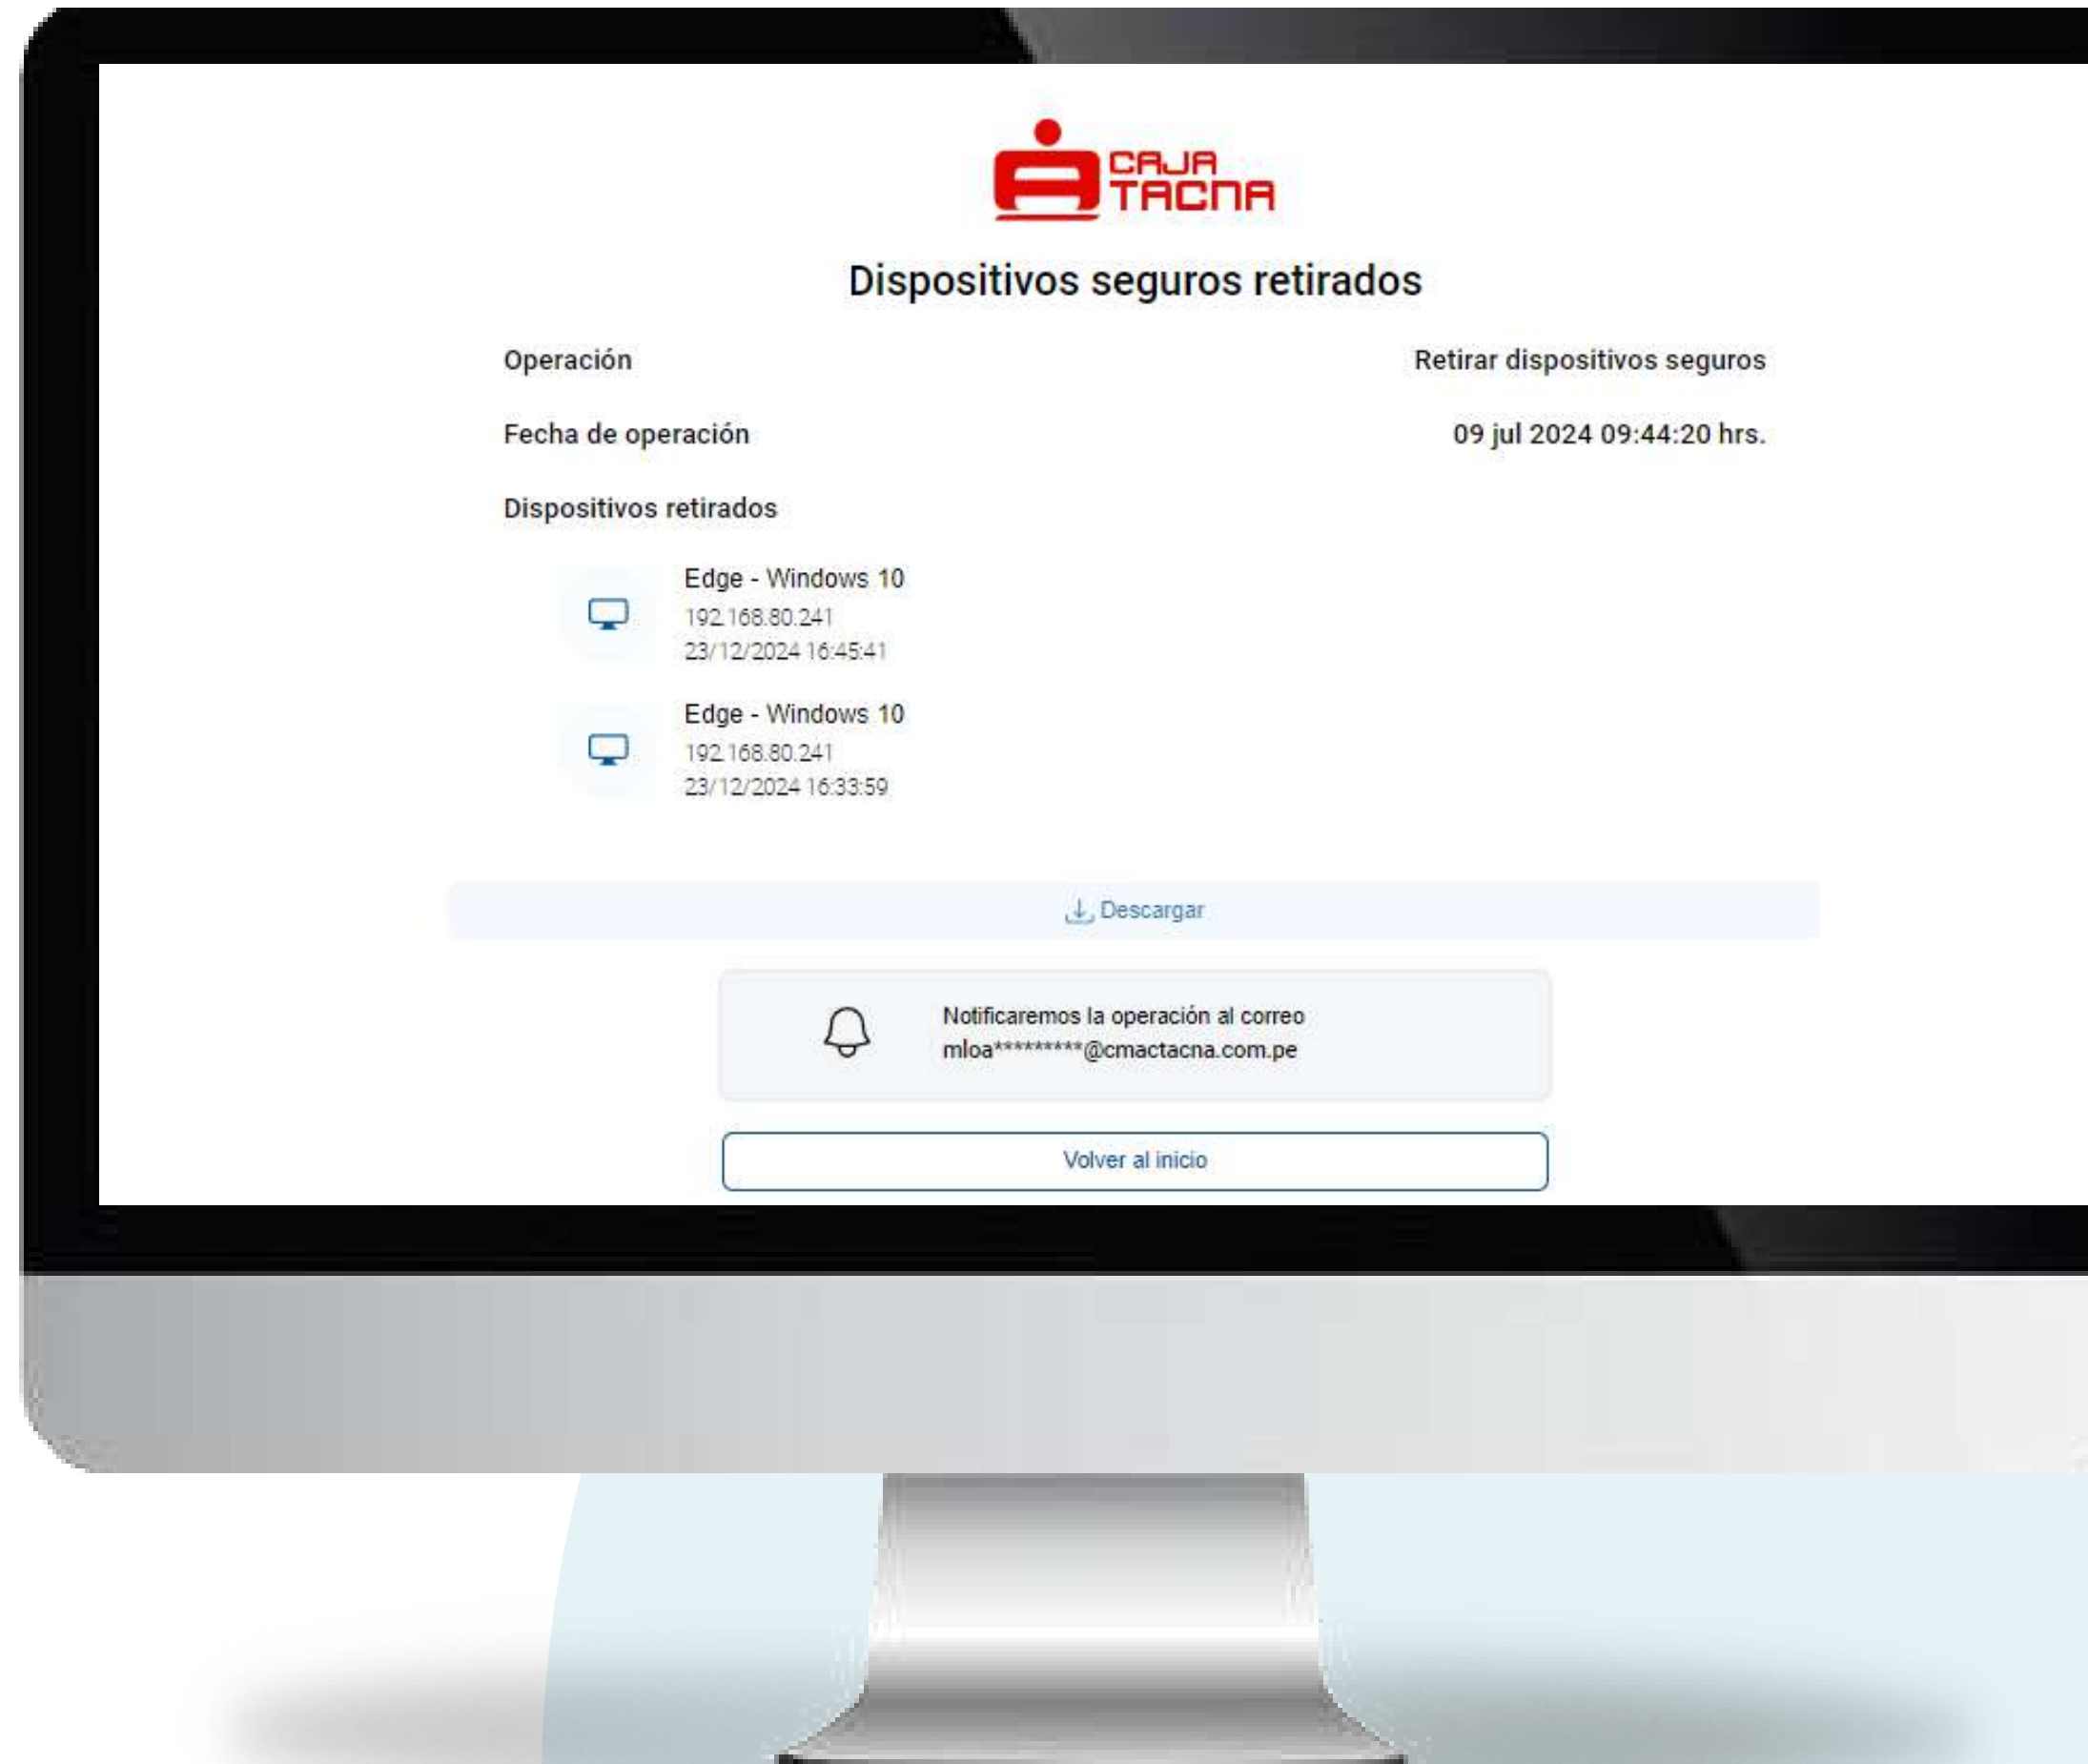 CAJA
TACNA
Dispositivos seguros retirados
Operación Retirar dispositivos seguros
Fecha de operación 09 jul 2024 09:44:20 hrs.
Dispositivos retirados
Edge - Windows 10
192.168.80.241
23/12/2024 16:45:41
Edge - Windows 10
192.168.80.241
23/12/2024 16:33:59
Descargar
Notificaremos la operación al correo
mloa*********@cmactacna.com.pe
Volver al inicio